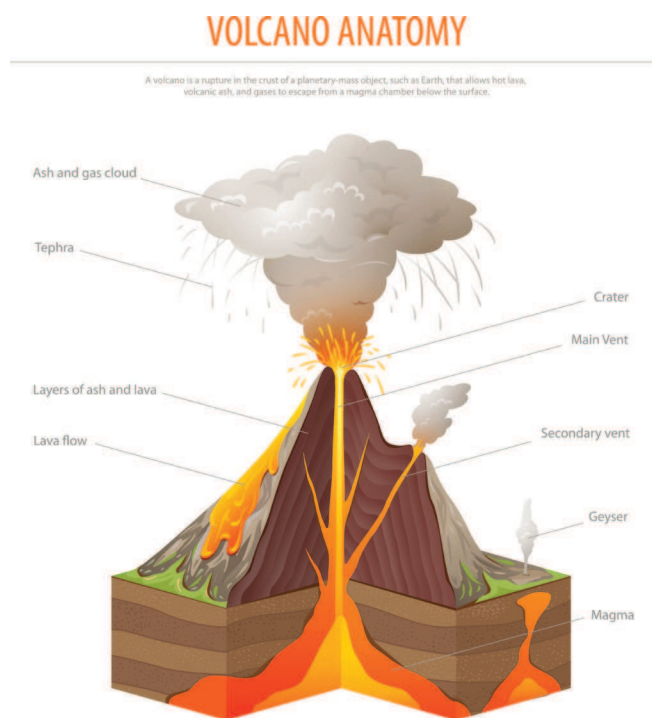 VOLCANO ANATOMY
A volcano is a rupture in the crust of a planetary-mass object, such as Earth, that allows hot lava,
volcanic ash, and gases to escape from a magma chamber below the surface.
Ash and gas cloud
Tephra
Crater
Main Vent
Layers of ash and lava
Secondary vent
Lava flow
Geyser
Magma